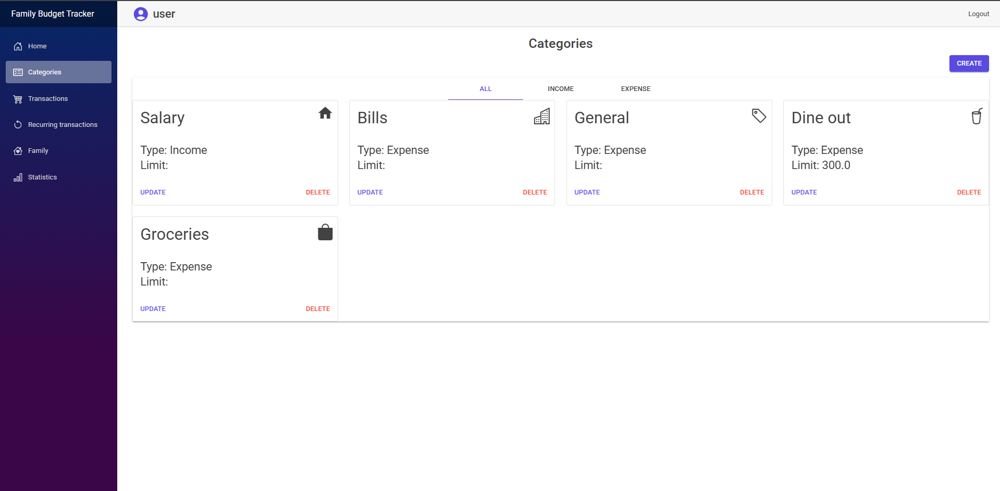 Family Budget Tracker
user
Logout
Home
Categories
Transactions
Recurring transactions
Family
Statistics
Categories
CREATE
ALL
INCOME
EXPENSE
Salary
Type: Income
Limit:
UPDATE
DELETE
Bills
Type: Expense
Limit:
UPDATE
DELETE
General
Type: Expense
Limit:
UPDATE
DELETE
Dine out
Type: Expense
Limit: 300.0
UPDATE
DELETE
Groceries
Type: Expense
Limit:
UPDATE
DELETE